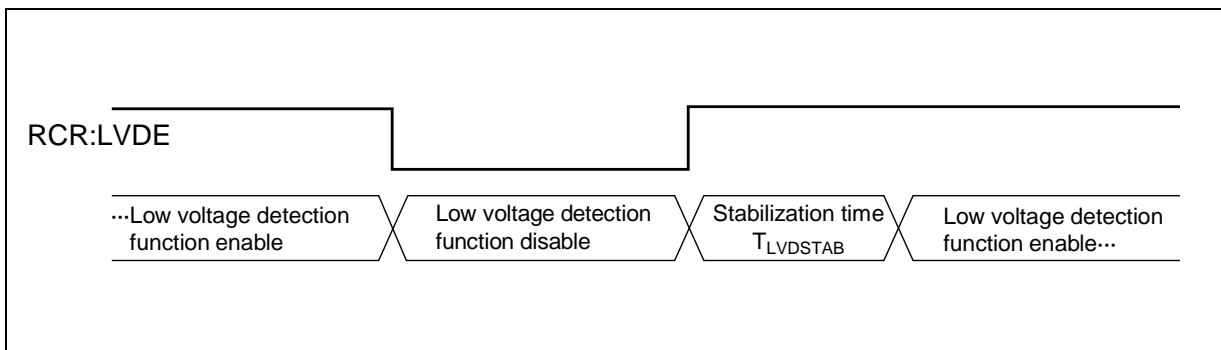 RCR:LVDE
···Low voltage detection
function enable
Low voltage detection
function disable
Stabilization time
TLVDSTAB
Low voltage detection
function enable···